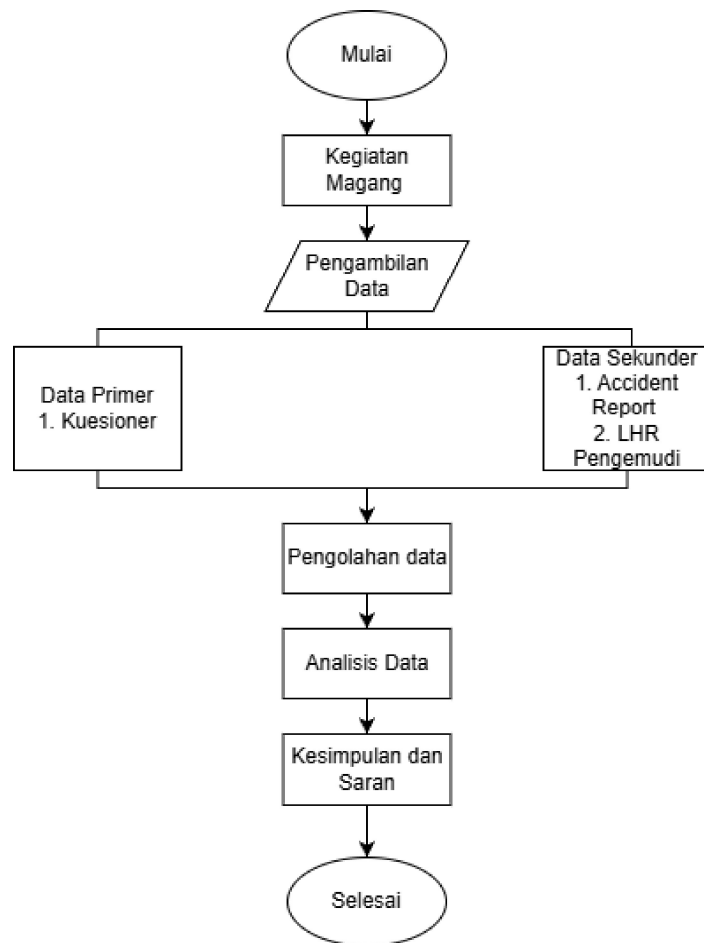 Mulai
Kegiatan
Magang
Pengambilan
Data
Data Primer
1. Kuesioner
Data Sekunder
1. Accident
Report
2. LHR
Pengemudi
Pengolahan data
Analisis Data
Kesimpulan dan
Saran
Selesai